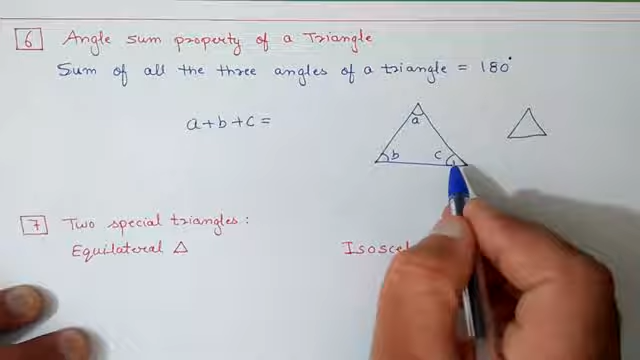 6 Angle sum property of a Triangle
Sum of all the three angles of a triangle = 180°
a+b+c=
a
b
c
7 Two special triangles:
Equilateral △